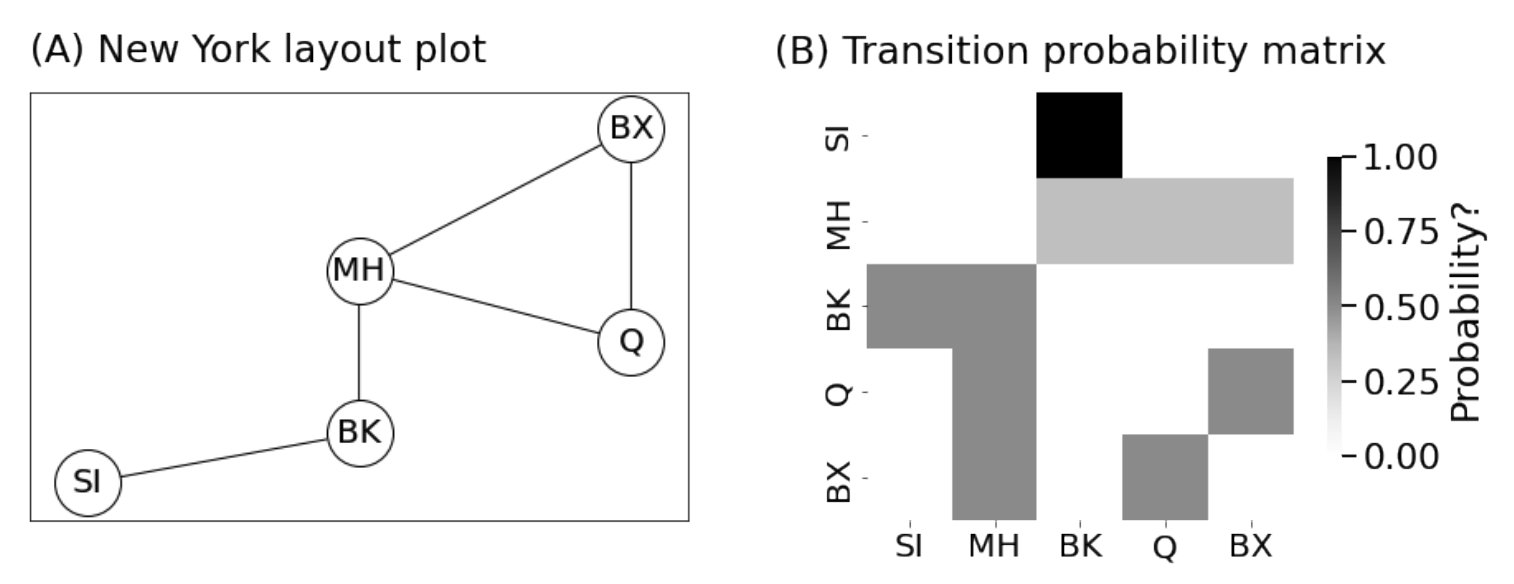 (A) New York layout plot
BX
MH
Q
BK
SI
(B) Transition probability matrix
SI
MH
BK
Q
BX
SI MH BK Q BX
1.00
0.75
0.50
0.25
0.00
Probability?